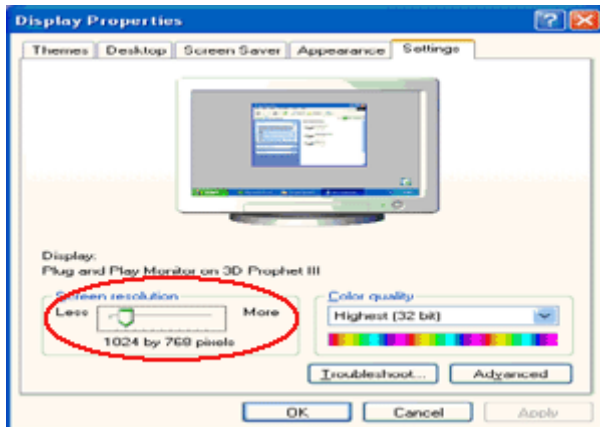 Display Properties
Themes Desktop Screen Saver Appearance Settings
Display:
Plug and Play Monitor on 3D Prophet III
Screen resolution
Less More
1024 by 768 pixels
Color quality
Highest (32 bit)
Troubleshoot... Advanced
OK Cancel Apply